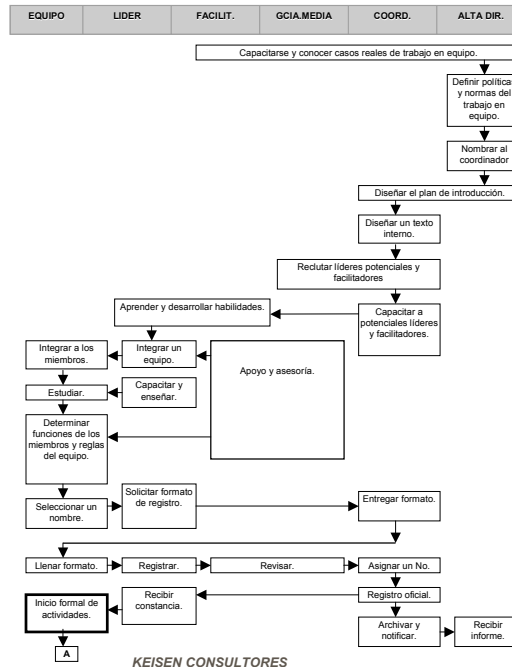 EQUIPO LIDER FACILIT. GCIA.MEDIA COORD. ALTA DIR.
Capacitarse y conocer casos reales de trabajo en equipo.
Definir políticas
y normas del
trabajo en
equipo.
Nombrar al
coordinador
Diseñar el plan de introducción.
Diseñar un texto
interno.
Reclutar líderes potenciales y
facilitadores
Aprender y desarrollar habilidades.
Capacitar a
potenciales líderes
y facilitadores.
Integrar a los
miembros.
Integrar un
equipo.
Apoyo y asesoría.
Estudiar.
Capacitar y
enseñar.
Determinar
funciones de los
miembros y reglas
del equipo.
Seleccionar un
nombre.
Solicitar formato
de registro.
Entregar formato.
Llenar formato.
Registrar.
Revisar.
Asignar un No.
Inicio formal de
actividades.
Recibir
constancia.
Registro oficial.
Archivar y
notificar.
Recibir
informe.
A
KEISEN CONSULTORES